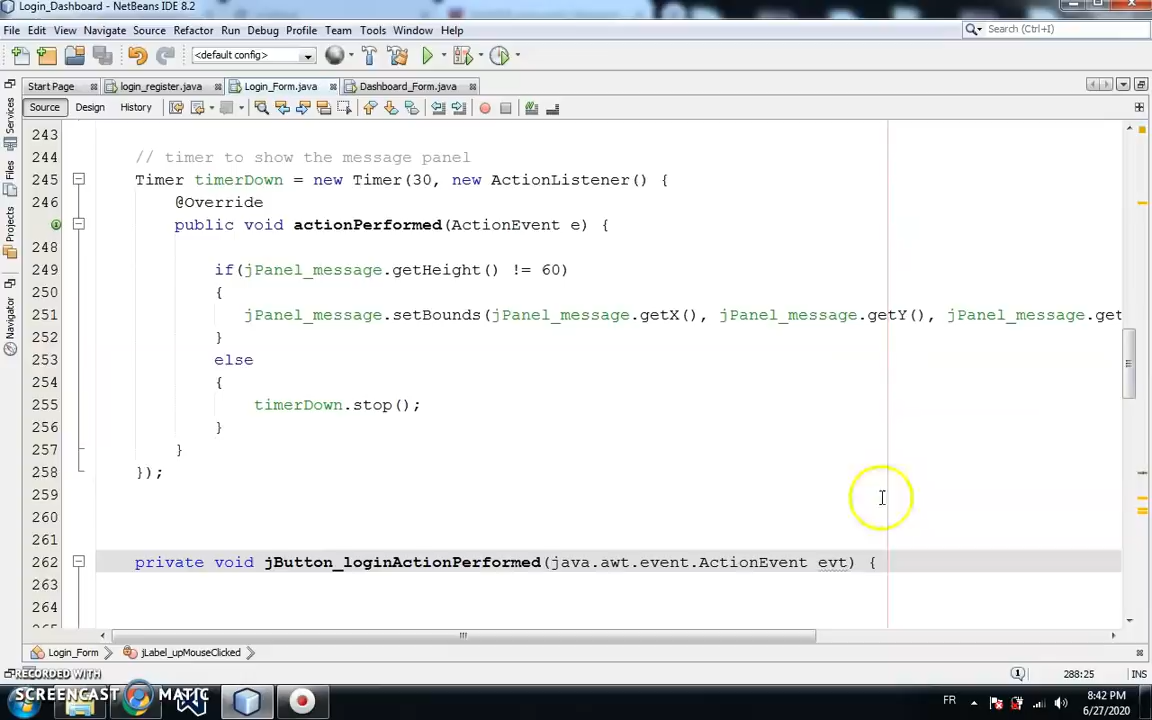 Login_Dashboard - NetBeans IDE 8.2
File Edit View Navigate Source Refactor Run Debug Profile Team Tools Window Help
Search (Ctrl+I)
<default config>
Start Page login_register.java Login_Form.java Dashboard_Form.java
Source Design History
Services
Files
Projects
Navigator
243
244 // timer to show the message panel
245 Timer timerDown = new Timer(30, new ActionListener() {
246 @Override
public void actionPerformed(ActionEvent e) {
248
249 if(jPanel_message.getHeight() != 60)
250 {
251 jPanel_message.setBounds(jPanel_message.getX(), jPanel_message.getY(), jPanel_message.get
252 }
253 else
254 {
255 timerDown.stop();
256 }
257 }
258 });
259
260
261
262 private void jButton_loginActionPerformed(java.awt.event.ActionEvent evt) {
263
264
Login_Form jLabel_upMouseClicked
1 288:25 INS
RECORDED WITH
SCREENCAST MATIC
FR
8:42 PM
6/27/2020